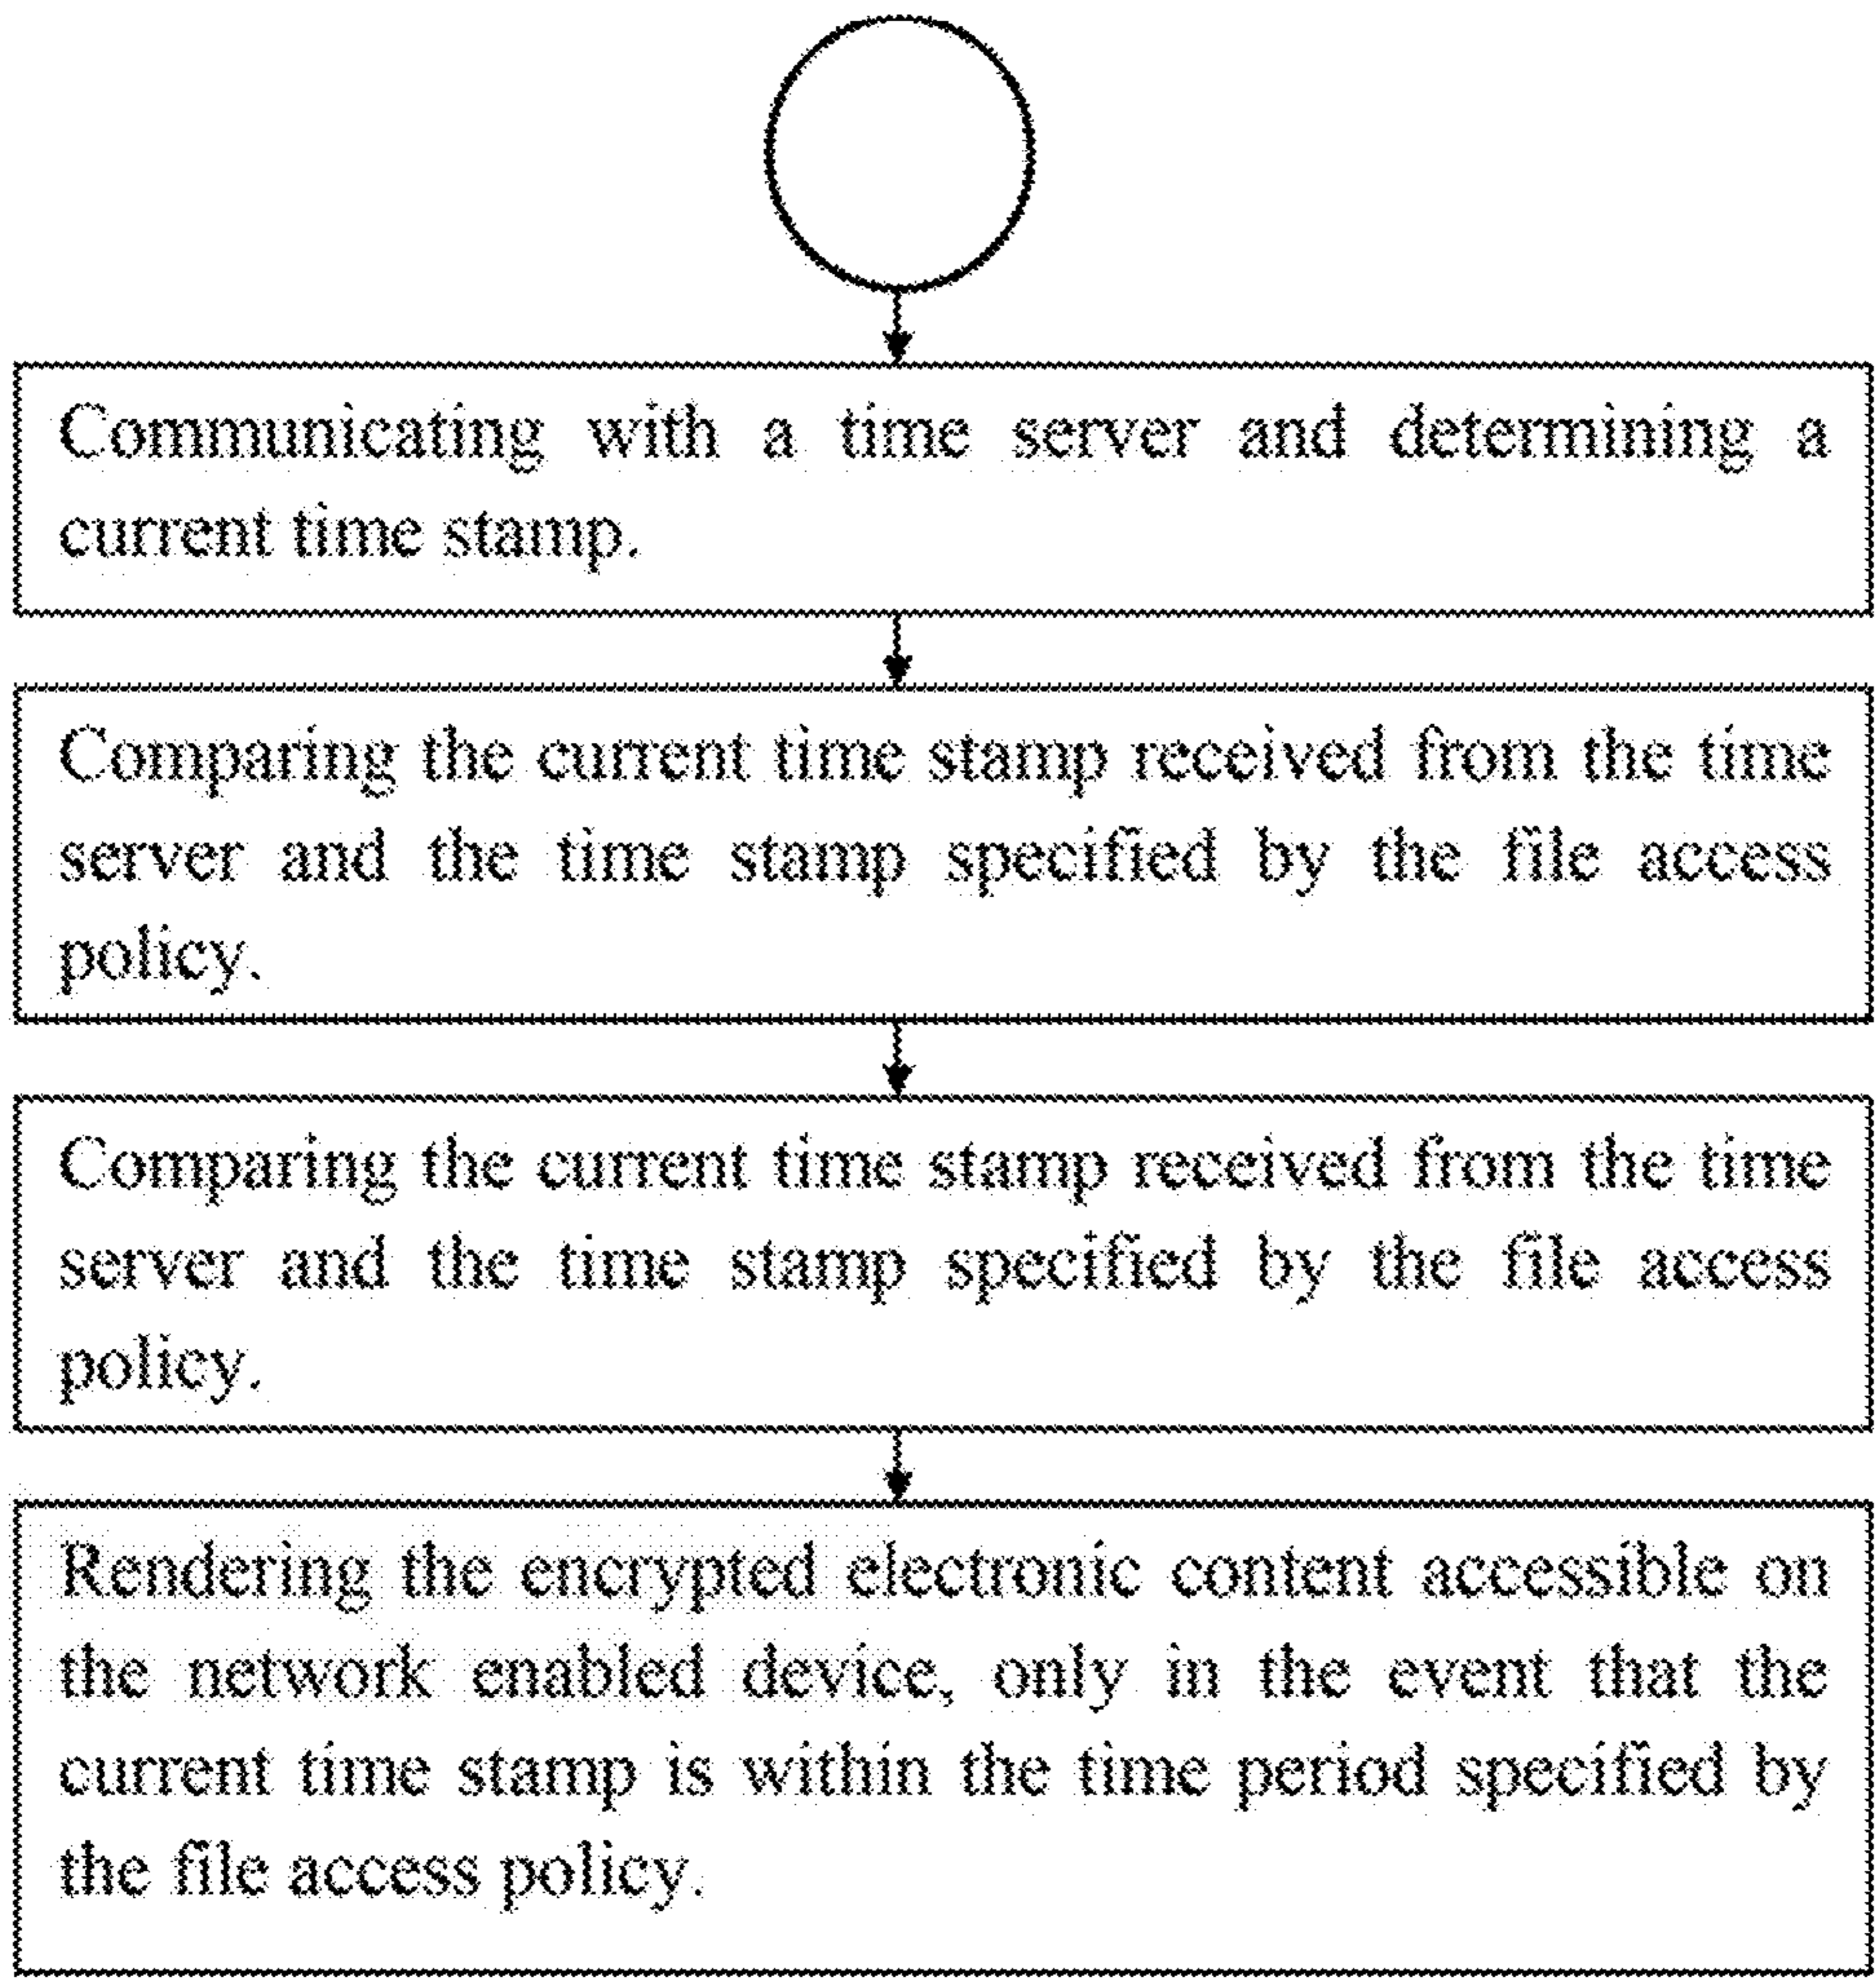 Communicating with a time server and determining a
current time stamp.
Comparing the current time stamp received from the time
server and the time stamp specified by the file access
policy.
Comparing the current time stamp received from the time
server and the time stamp specified by the file access
policy.
Rendering the encrypted electronic content accessible on
the network enabled device, only in the event that the
current time stamp is within the time period specified by
the file access policy.